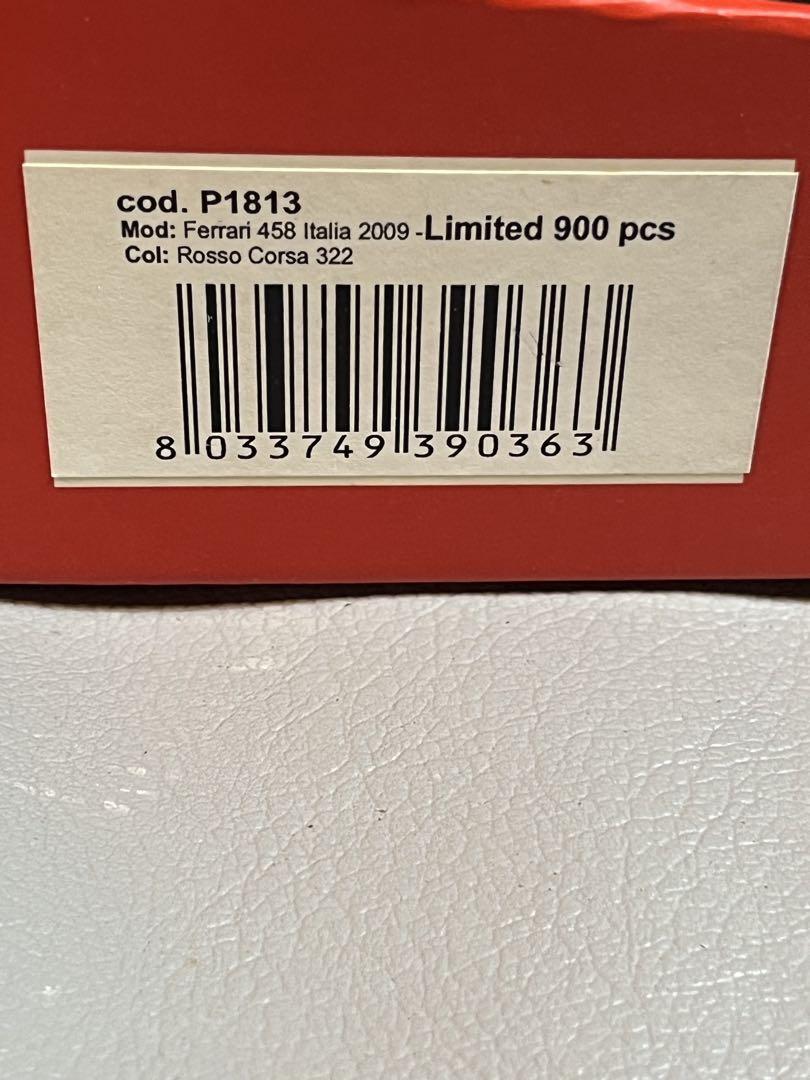 cod. P1813
Mod: Ferrari 458 Italia 2009 -Limited 900 pcs
Col: Rosso Corsa 322
8 033749 390363